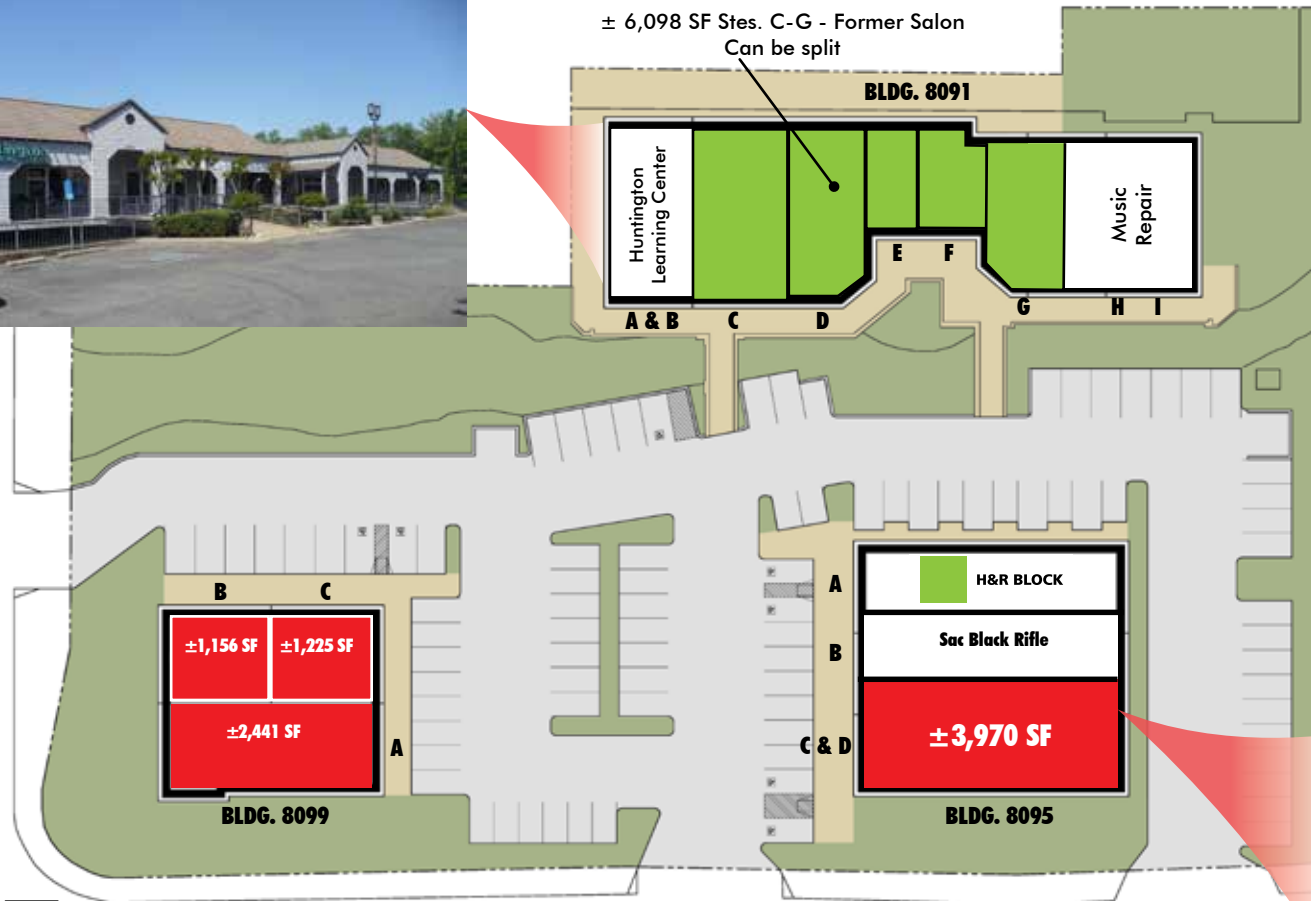 ± 6,098 SF Stes. C-G - Former Salon
Can be split
BLDG. 8091
Huntington
Learning Center
Music
Repair
E
F
A & B
C
D
G
H
I
B
C
±1,156 SF
±1,225 SF
±2,441 SF
A
BLDG. 8099
A
H&R BLOCK
B
Sac Black Rifle
C & D
±3,970 SF
BLDG. 8095